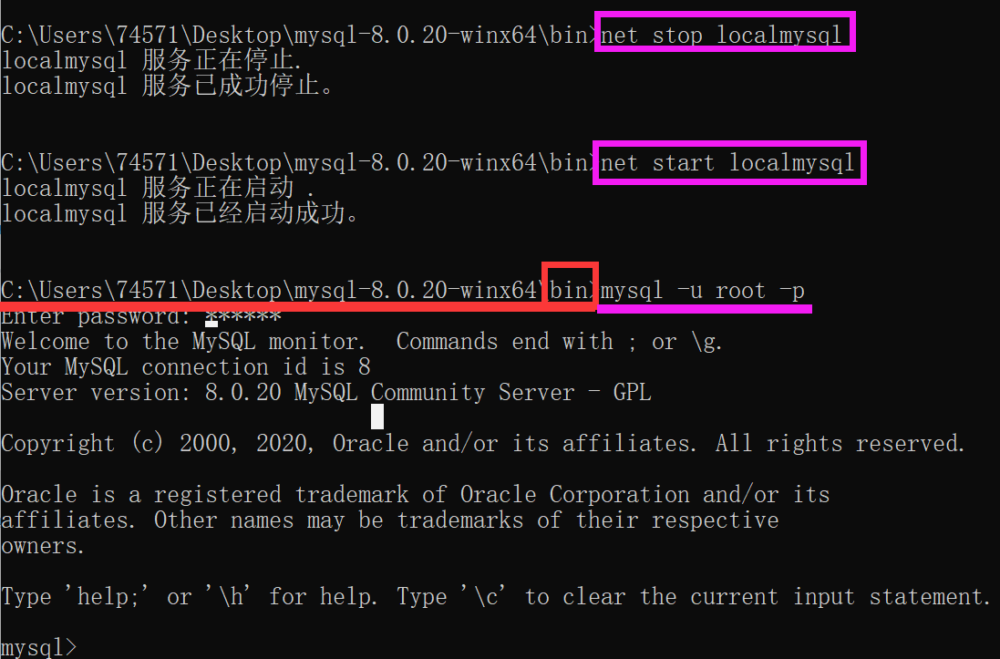 C:\Users\74571\Desktop\mysql-8.0.20-winx64\bin>net stop localmysql
localmysql 服务正在停止.
localmysql 服务已成功停止。
C:\Users\74571\Desktop\mysql-8.0.20-winx64\bin>net start localmysql
localmysql 服务正在启动 .
localmysql 服务已经启动成功。
C:\Users\74571\Desktop\mysql-8.0.20-winx64\bin>mysql -u root -p
Enter password: ******
Welcome to the MySQL monitor.  Commands end with ; or \g.
Your MySQL connection id is 8
Server version: 8.0.20 MySQL Community Server - GPL
Copyright (c) 2000, 2020, Oracle and/or its affiliates. All rights reserved.
Oracle is a registered trademark of Oracle Corporation and/or its
affiliates. Other names may be trademarks of their respective
owners.
Type 'help;' or '\h' for help. Type '\c' to clear the current input statement.
mysql>